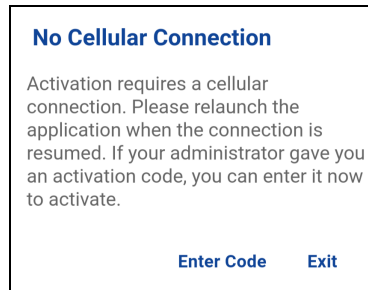 No Cellular Connection
Activation requires a cellular
connection. Please relaunch the
application when the connection is
resumed. If your administrator gave you
an activation code, you can enter it now
to activate.
Enter Code Exit